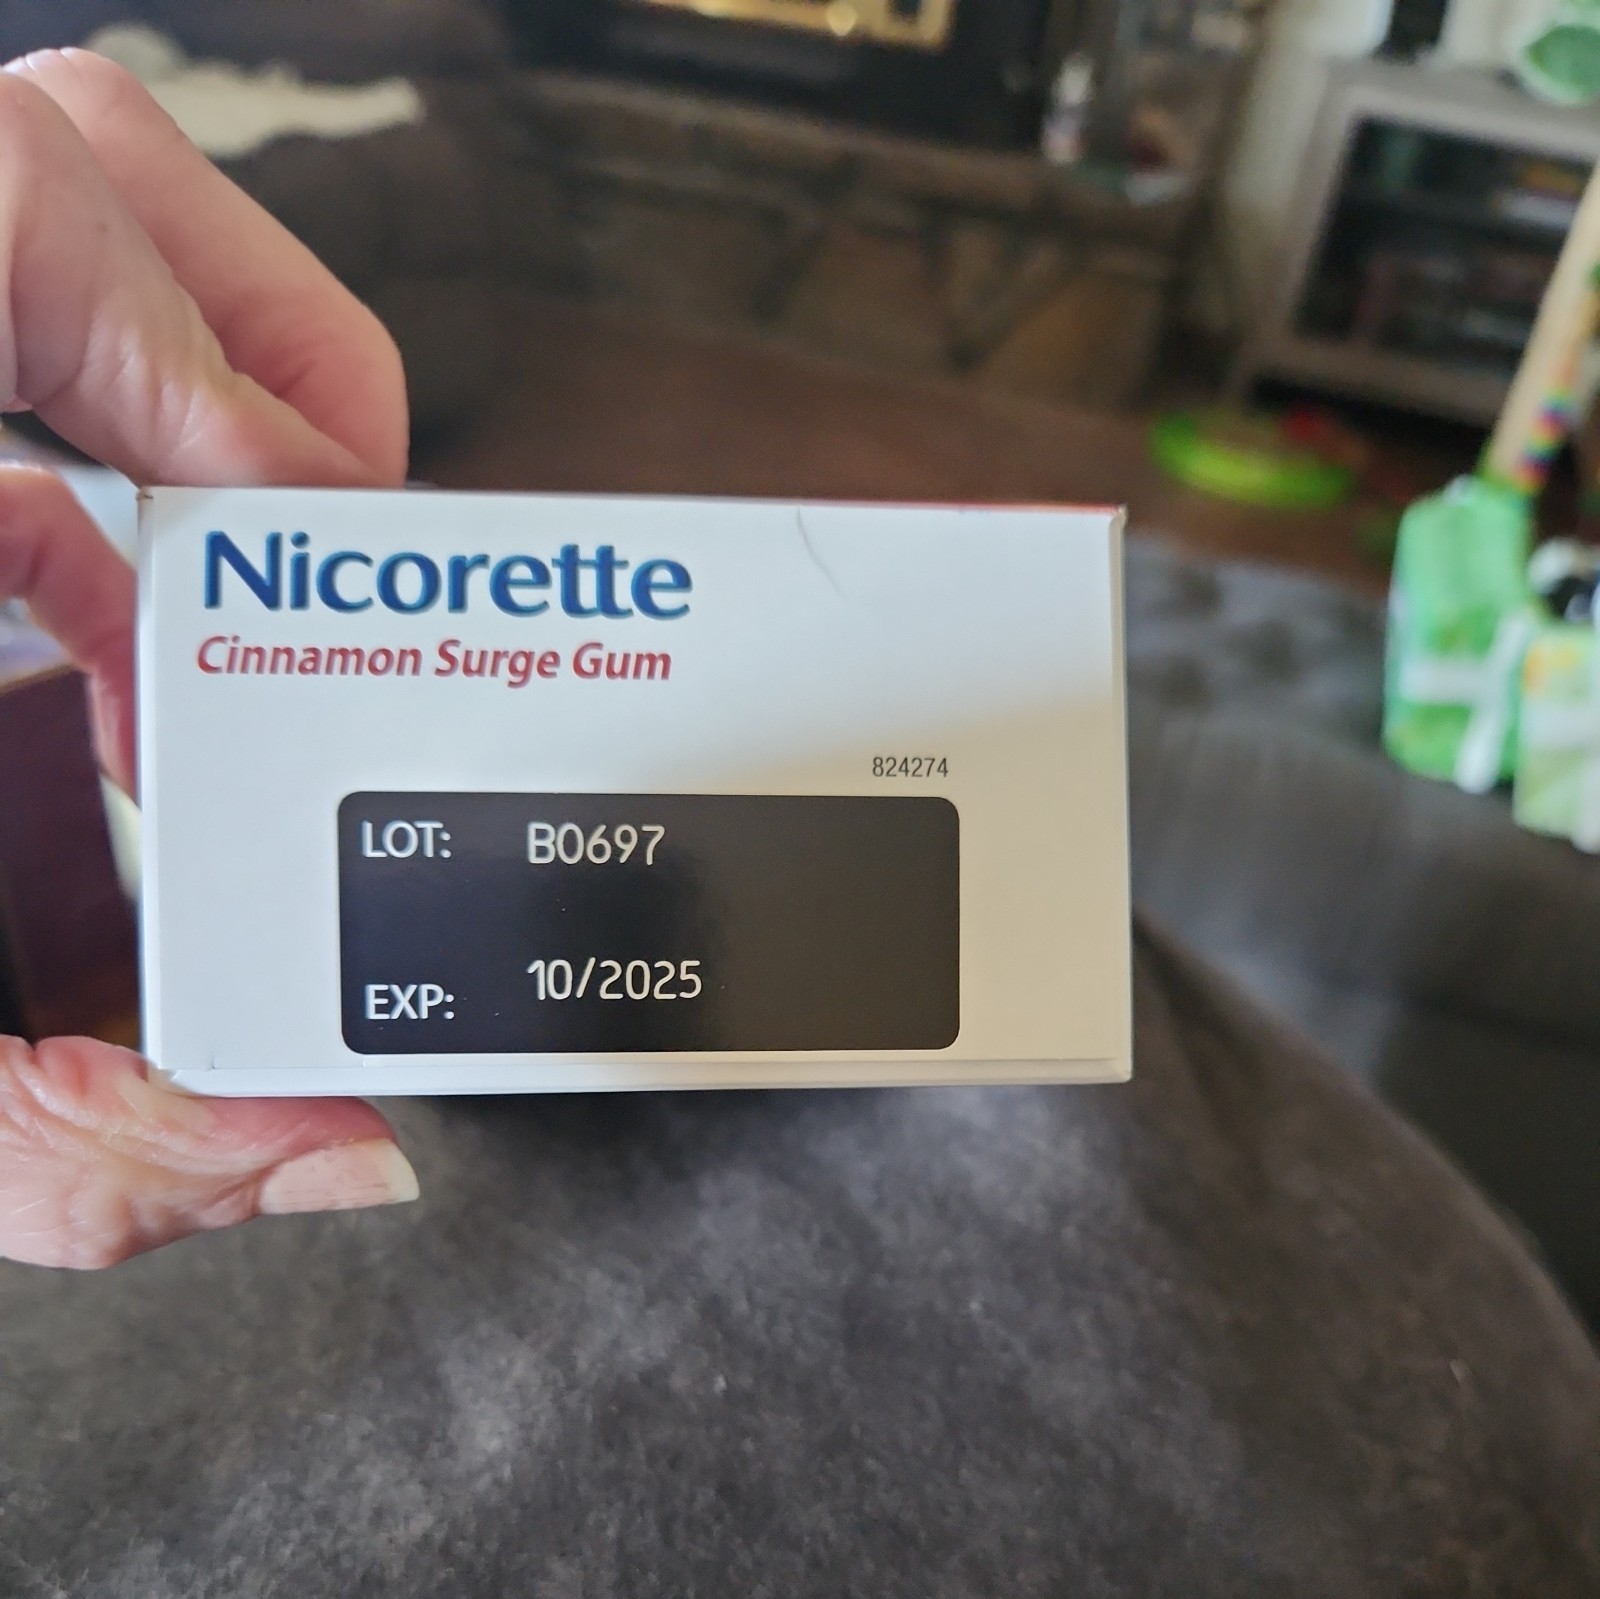 Nicorette
Cinnamon Surge Gum
824274
LOT: B0697
EXP: 10/2025